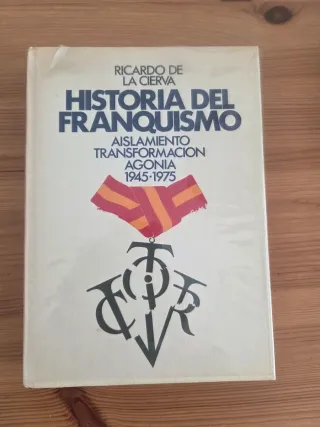 RICARDO DE
LA CIERVA
HISTORIA DEL
FRANQUISMO
AISLAMIENTO
TRANSFORMACION
AGONIA
1945-1975